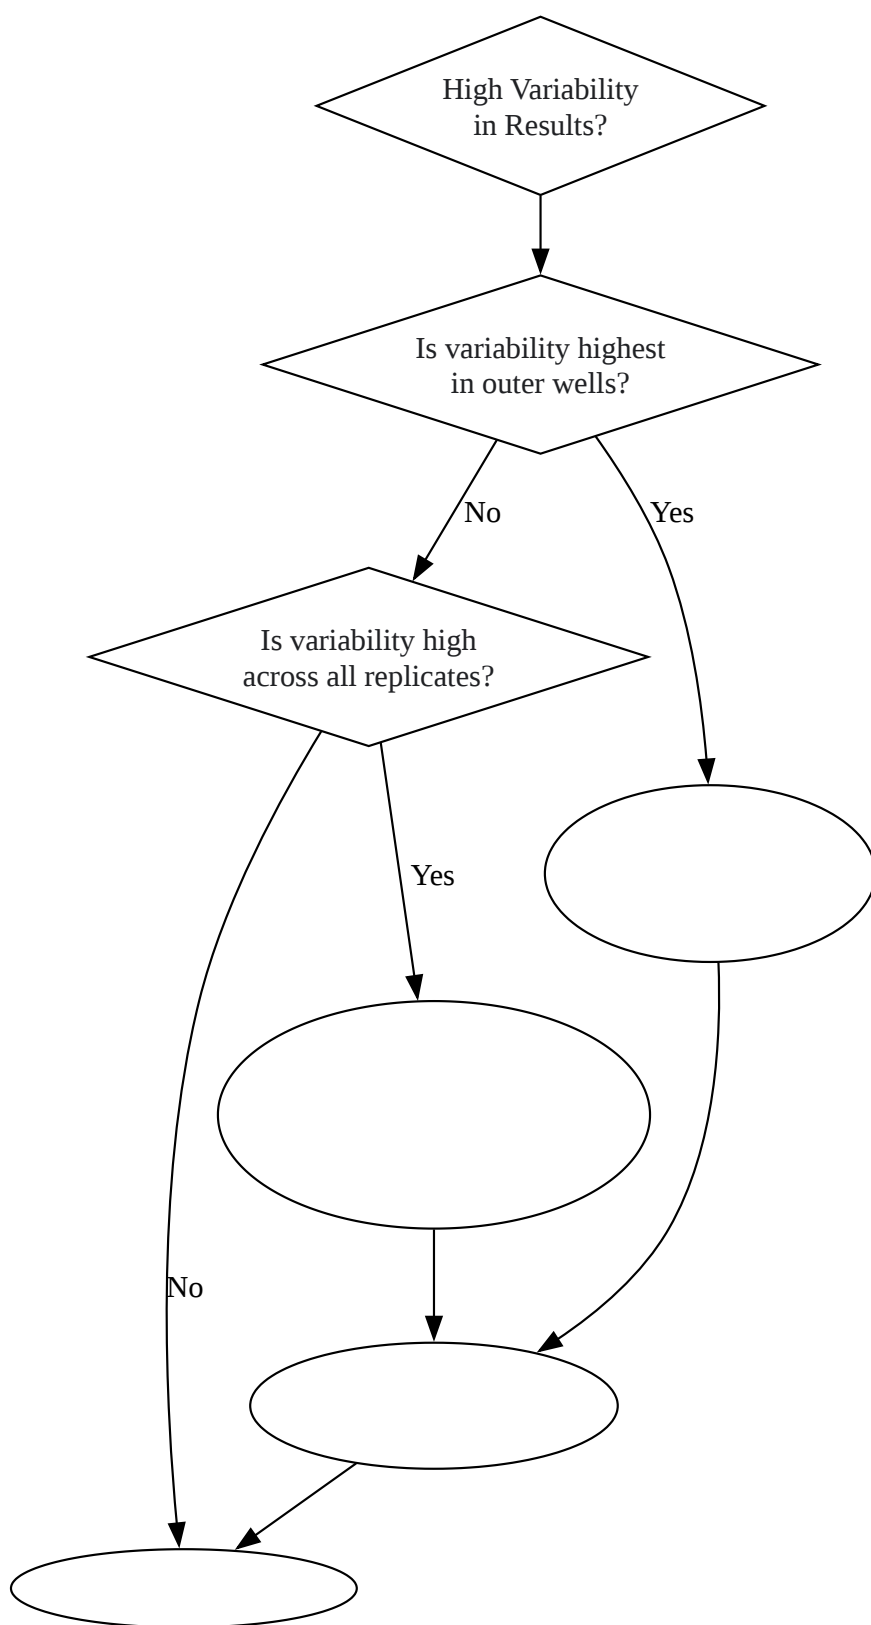 High Variability
in Results?
Is variability highest
in outer wells?
No
Yes
Is variability high
across all replicates?
Yes
No